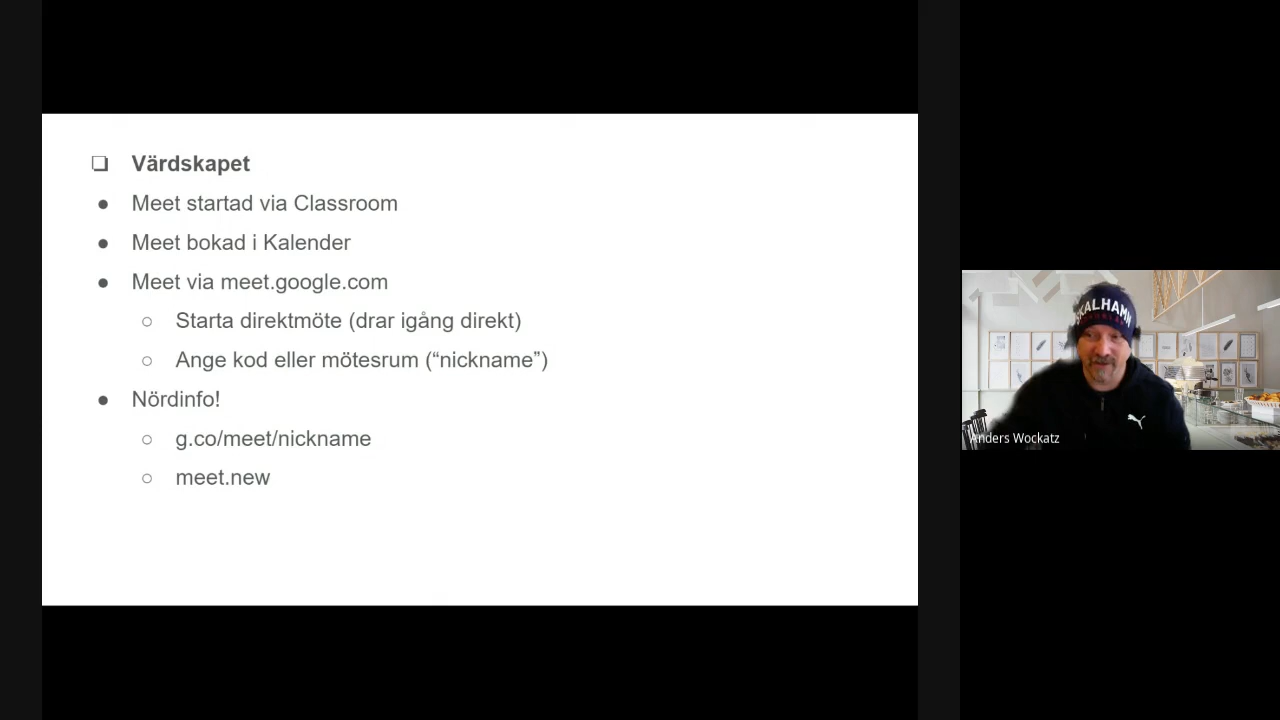 ❏ Värdskapet
● Meet startad via Classroom
● Meet bokad i Kalender
● Meet via meet.google.com
○ Starta direktmöte (drar igång direkt)
○ Ange kod eller mötesrum (“nickname”)
● Nördinfo!
○ g.co/meet/nickname
○ meet.new
SKALHAMN
Anders Wockatz